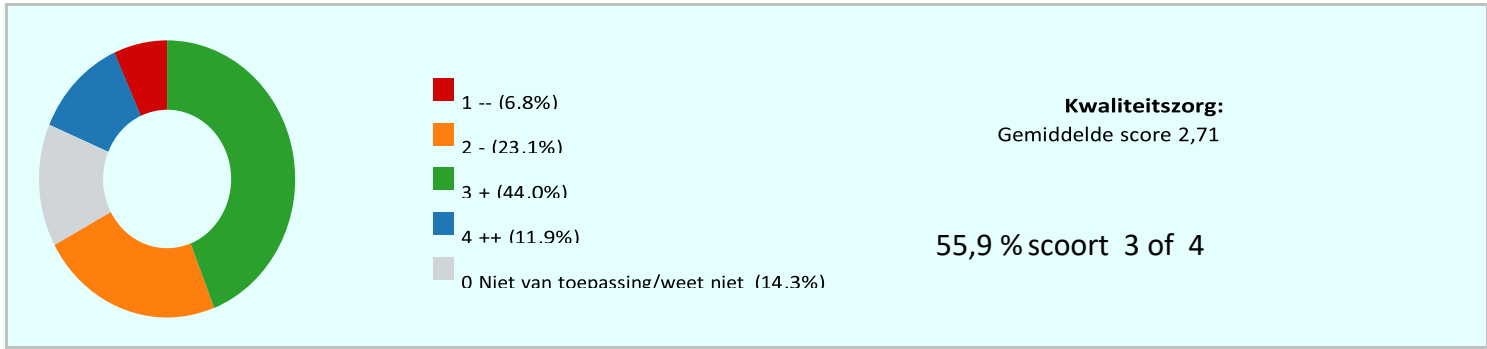 1 -- (6.8%)
2 - (23.1%)
3 + (44.0%)
4 ++ (11.9%)
0 Niet van toepassing/weet niet (14.3%)
Kwaliteitszorg:
Gemiddelde score 2,71
55,9 % scoort 3 of 4